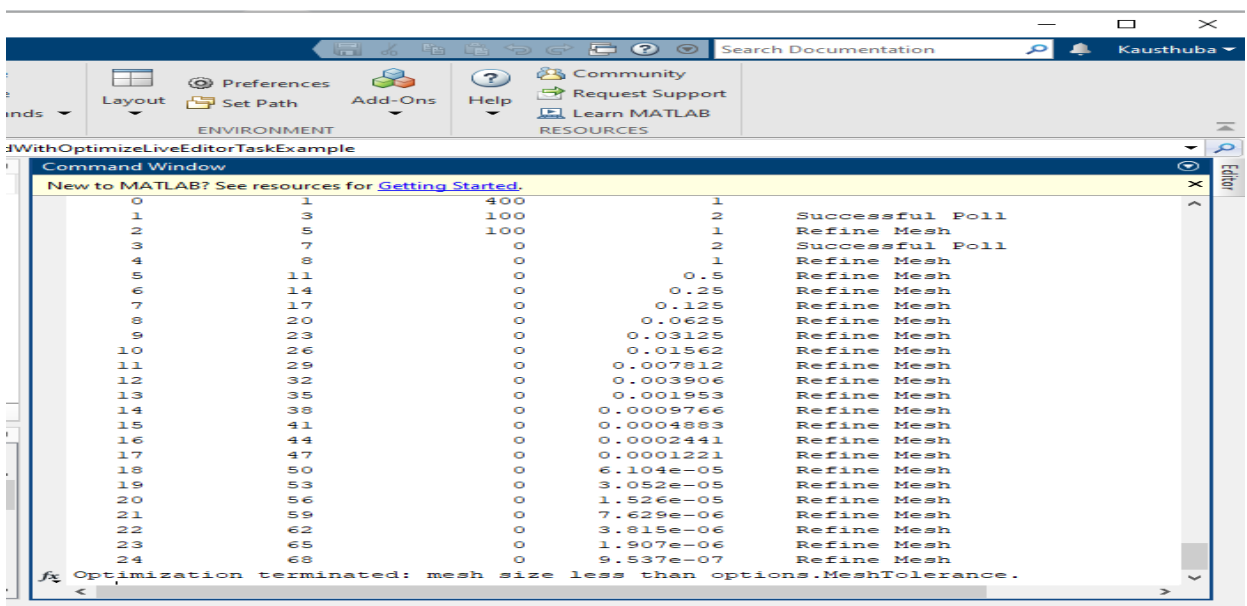 Search Documentation
Kausthuba
Layout
Preferences
Set Path
Add-Ons
Help
Community
Request Support
Learn MATLAB
ENVIRONMENT
RESOURCES
WithOptimizeLiveEditorTaskExample
Command Window
Editor
New to MATLAB? See resources for Getting Started.
0 1 400 1
1 3 100 2 Successful Poll
2 5 100 1 Refine Mesh
3 7 0 2 Successful Poll
4 8 0 1 Refine Mesh
5 11 0 0.5 Refine Mesh
6 14 0 0.25 Refine Mesh
7 17 0 0.125 Refine Mesh
8 20 0 0.0625 Refine Mesh
9 23 0 0.03125 Refine Mesh
10 26 0 0.01562 Refine Mesh
11 29 0 0.007812 Refine Mesh
12 32 0 0.003906 Refine Mesh
13 35 0 0.001953 Refine Mesh
14 38 0 0.0009766 Refine Mesh
15 41 0 0.0004883 Refine Mesh
16 44 0 0.0002441 Refine Mesh
17 47 0 0.0001221 Refine Mesh
18 50 0 6.104e-05 Refine Mesh
19 53 0 3.052e-05 Refine Mesh
20 56 0 1.526e-05 Refine Mesh
21 59 0 7.629e-06 Refine Mesh
22 62 0 3.815e-06 Refine Mesh
23 65 0 1.907e-06 Refine Mesh
24 68 0 9.537e-07 Refine Mesh
fx Optimization terminated: mesh size less than options.MeshTolerance.